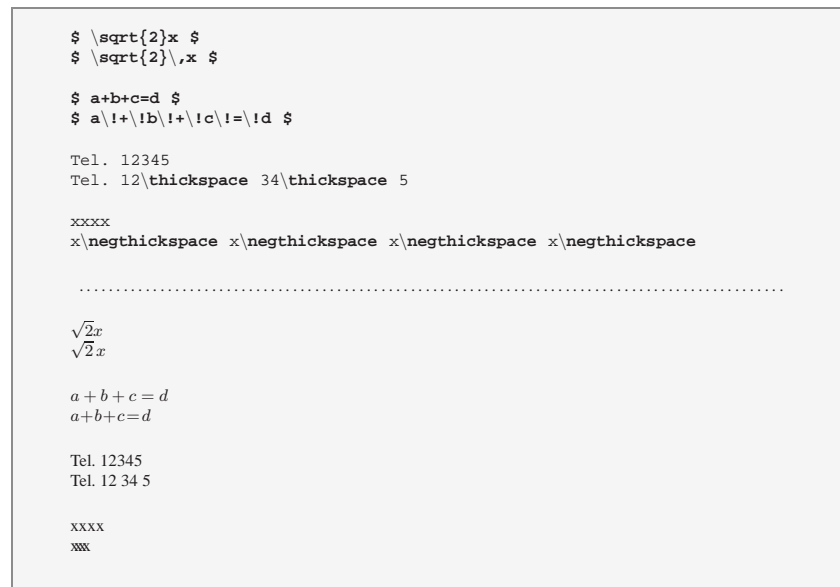 $ \sqrt{2}x $
$ \sqrt{2}\,x $
$ a+b+c=d $
$ a\!+\!b\!+\!c\!=\!d $
Tel. 12345
Tel. 12\thickspace 34\thickspace 5
xxxx
x\negthickspace x\negthickspace x\negthickspace x\negthickspace
√2x
√2 x
a + b + c = d
a+b+c=d
Tel. 12345
Tel. 12 34 5
xxxx
xxxx